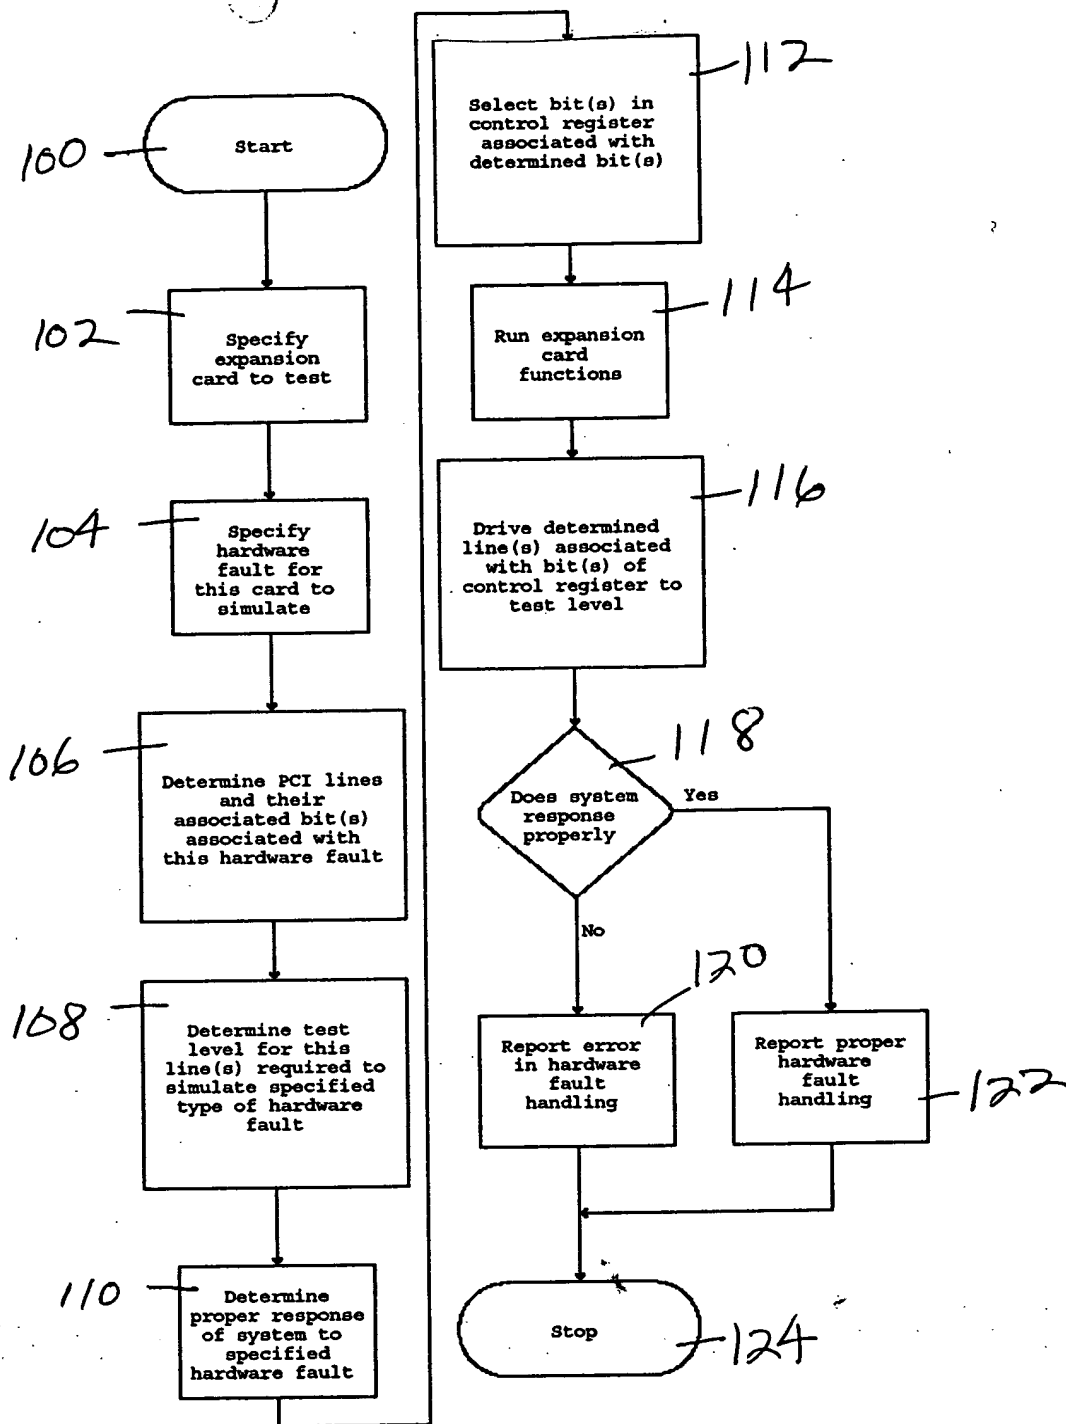 100
Start
102
Specify
expansion
card to test
104
Specify
hardware
fault for
this card to
simulate
106
Determine PCI lines
and their
associated bit(s)
associated with
this hardware fault
108
Determine test
level for this
line(s) required to
simulate specified
type of hardware
fault
110
Determine
proper response
of system to
specified
hardware fault
112
Select bit(s) in
control register
associated with
determined bit(s)
114
Run expansion
card
functions
116
Drive determined
line(s) associated
with bit(s) of
control register to
test level
118
Does system
response
properly
Yes
No
120
Report error
in hardware
fault
handling
Report proper
hardware
fault
handling
122
Stop
124